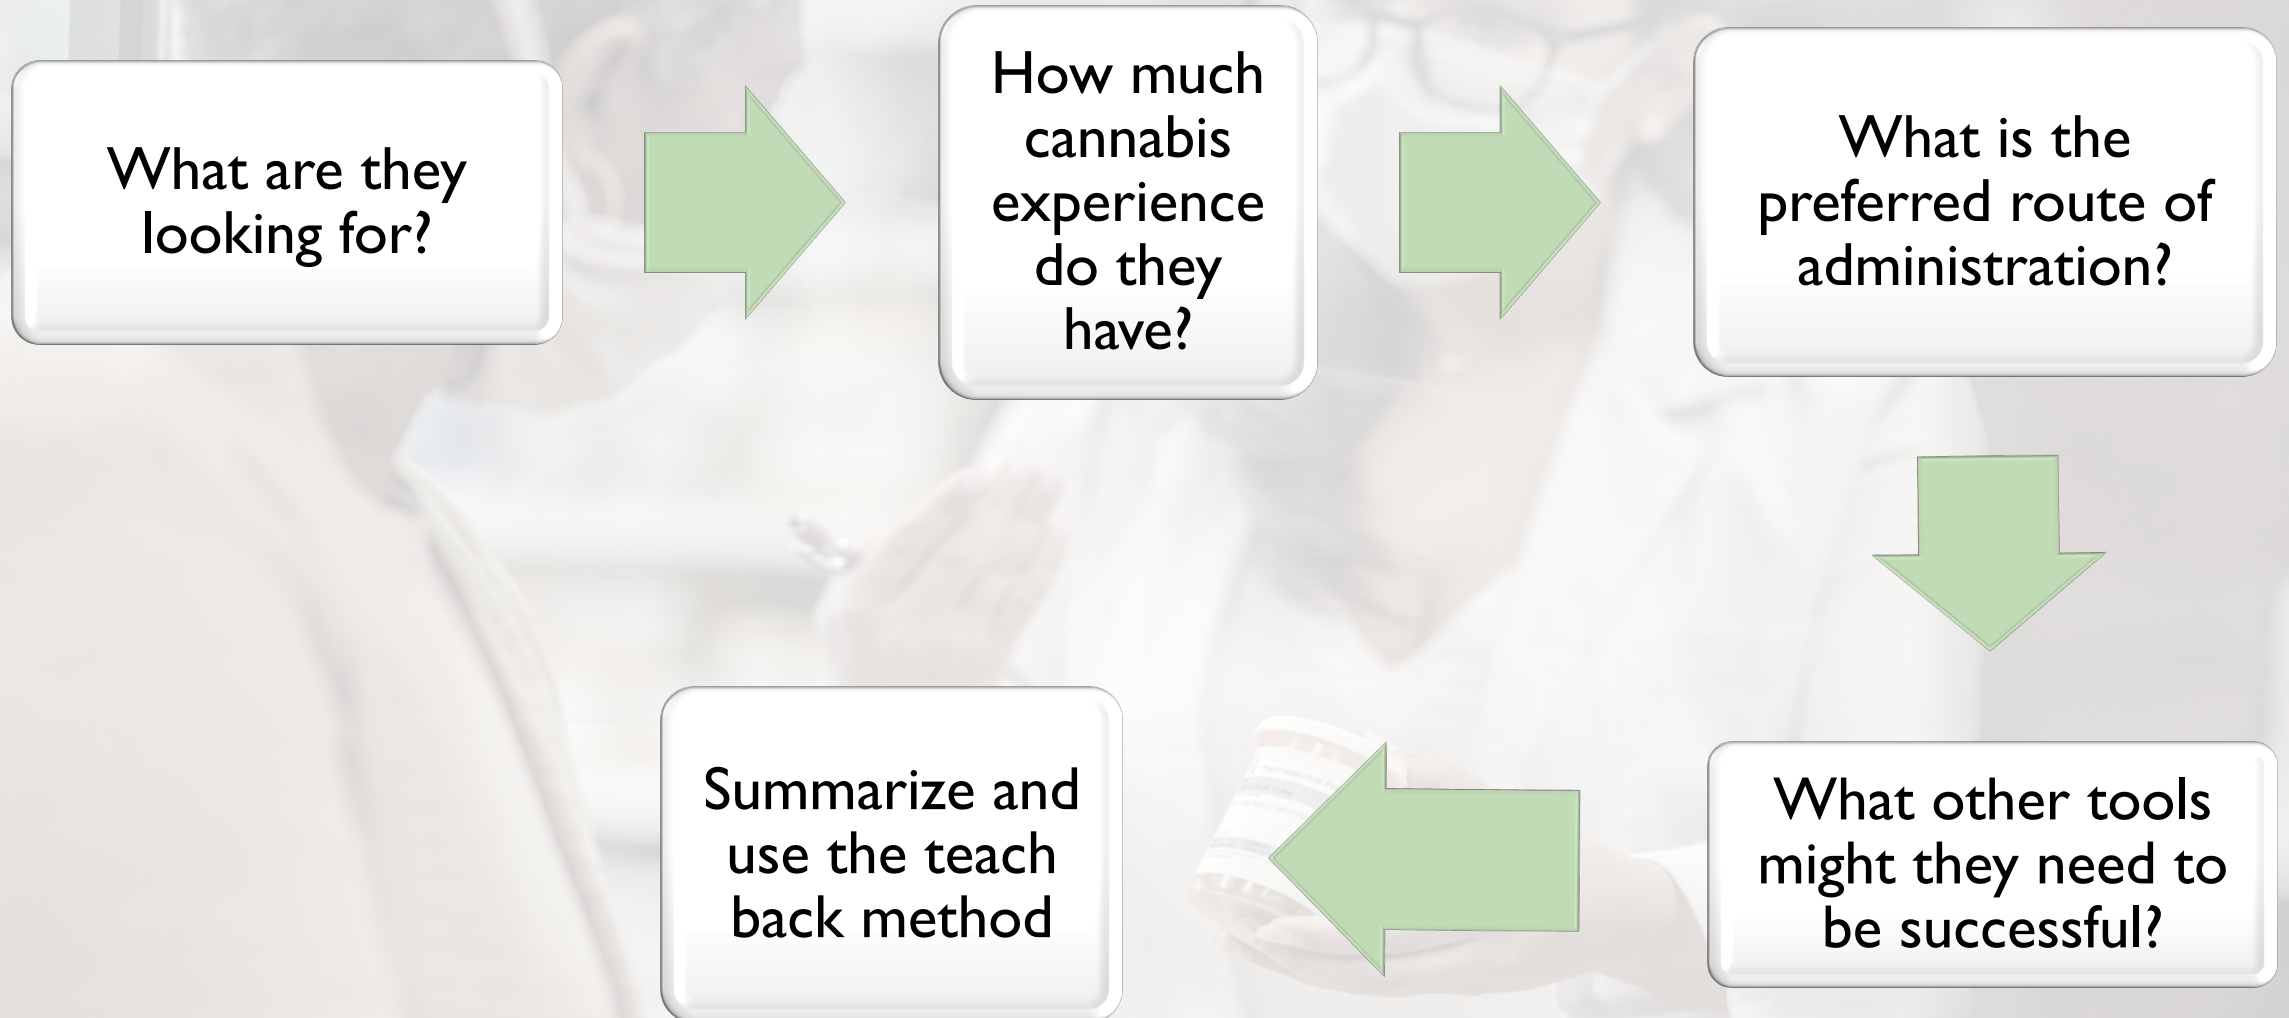 What are they
looking for?
How much
cannabis
experience
do they
have?
What is the
preferred route of
administration?
What other tools
might they need to
be successful?
Summarize and
use the teach
back method